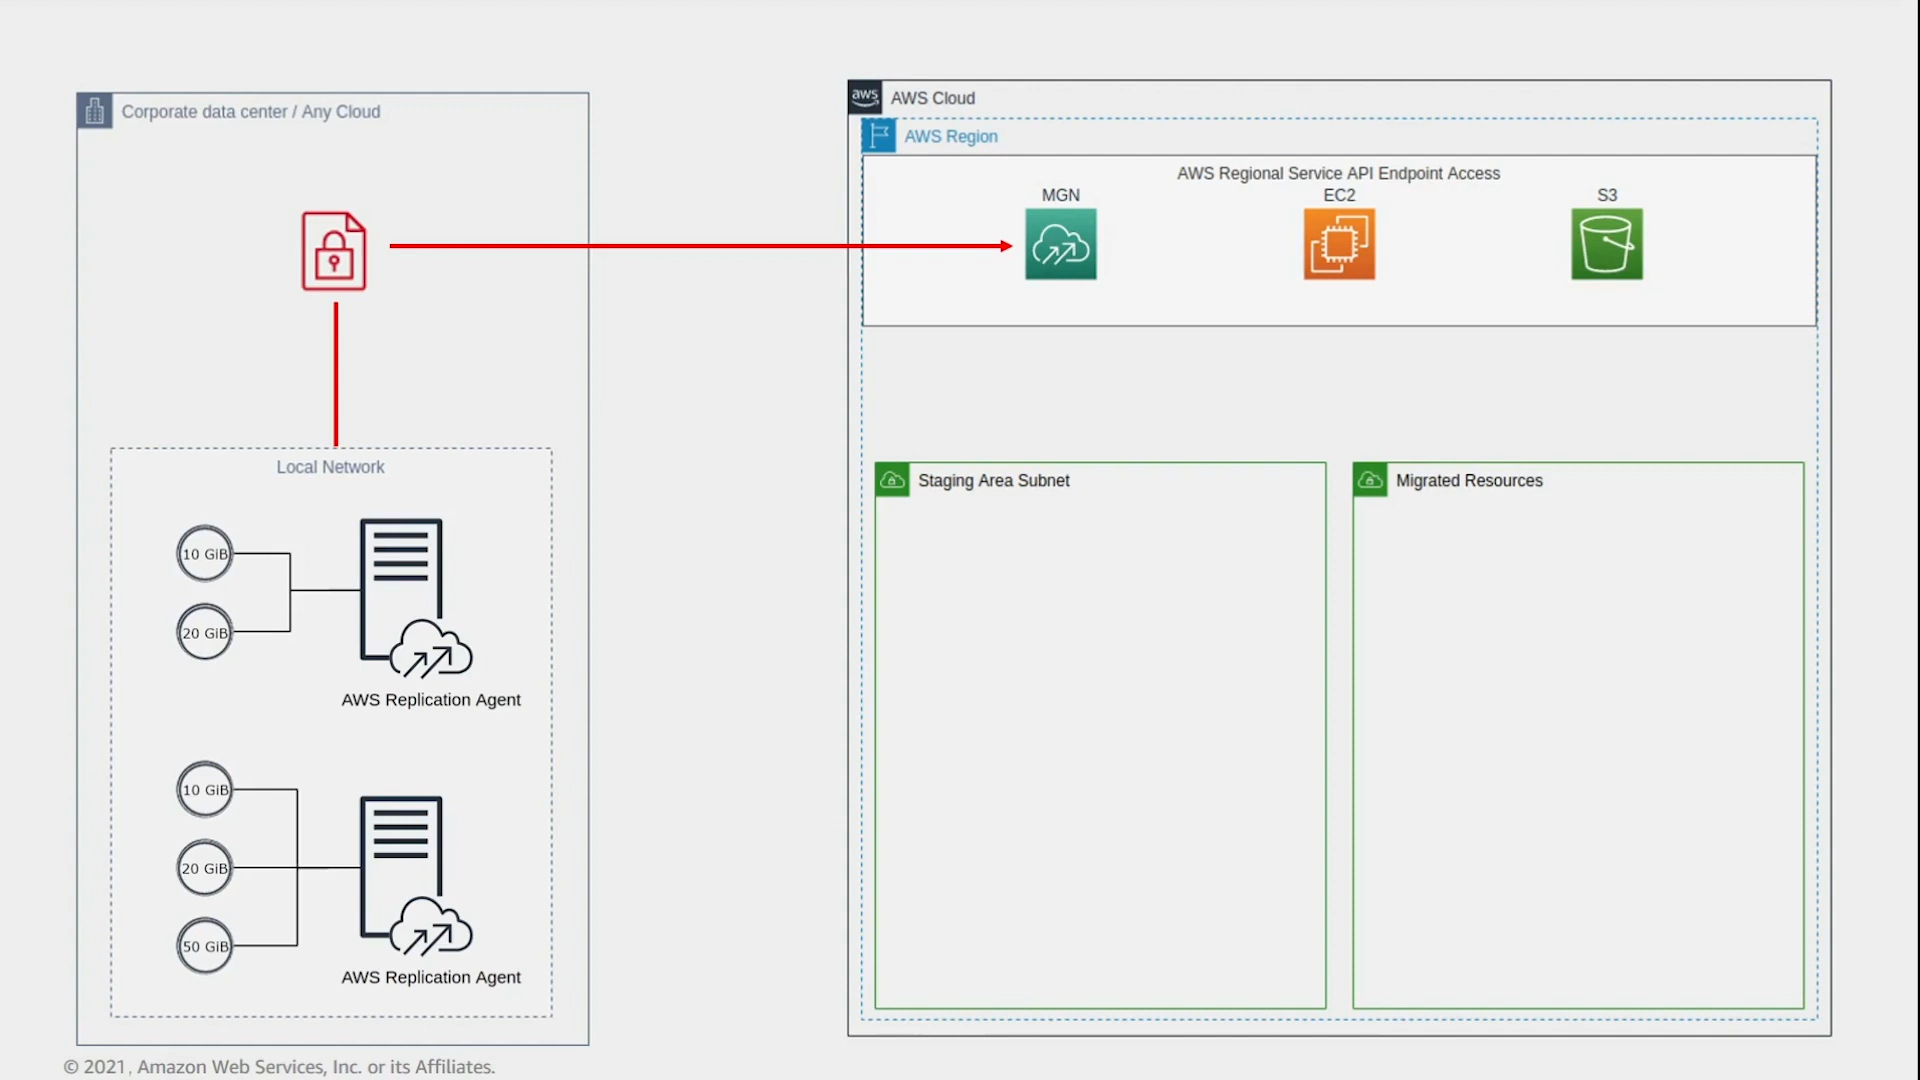 Corporate data center / Any Cloud
Local Network
10 GiB
20 GiB
AWS Replication Agent
10 GiB
20 GiB
50 GiB
AWS Replication Agent
aws
AWS Cloud
AWS Region
AWS Regional Service API Endpoint Access
MGN
EC2
S3
Staging Area Subnet
Migrated Resources
© 2021, Amazon Web Services, Inc. or its Affiliates.